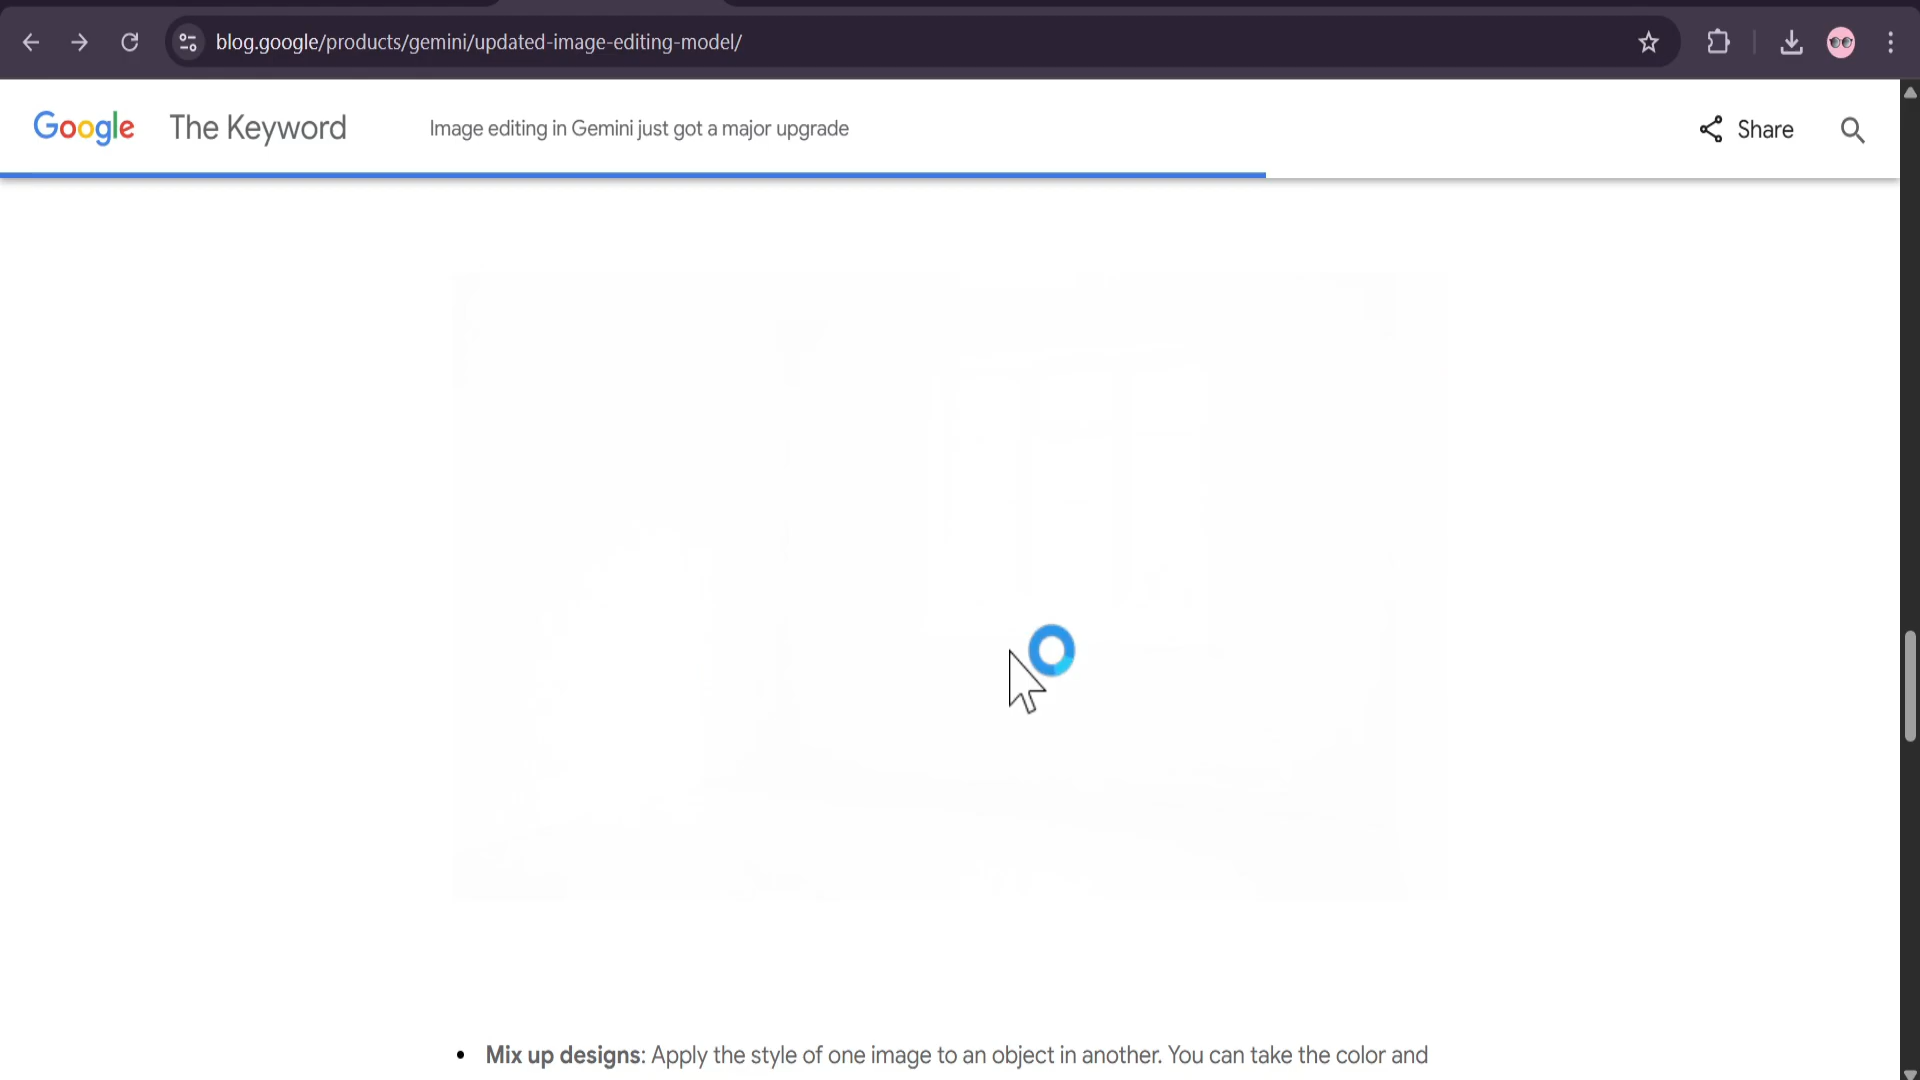 blog.google/products/gemini/updated-image-editing-model/
Google The Keyword Image editing in Gemini just got a major upgrade Share
• Mix up designs: Apply the style of one image to an object in another. You can take the color and